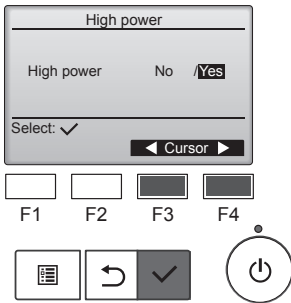 High power
High power No /Yes
Select: ✓
◀ Cursor ▶
F1 F2 F3 F4